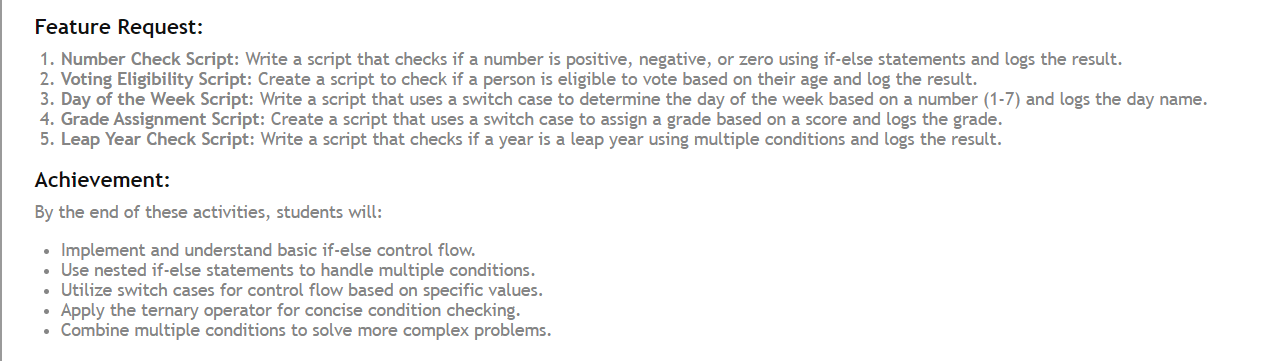 Feature Request:
1. Number Check Script: Write a script that checks if a number is positive, negative, or zero using if-else statements and logs the result.
2. Voting Eligibility Script: Create a script to check if a person is eligible to vote based on their age and log the result.
3. Day of the Week Script: Write a script that uses a switch case to determine the day of the week based on a number (1-7) and logs the day name.
4. Grade Assignment Script: Create a script that uses a switch case to assign a grade based on a score and logs the grade.
5. Leap Year Check Script: Write a script that checks if a year is a leap year using multiple conditions and logs the result.
Achievement:
By the end of these activities, students will:
• Implement and understand basic if-else control flow.
• Use nested if-else statements to handle multiple conditions.
• Utilize switch cases for control flow based on specific values.
• Apply the ternary operator for concise condition checking.
• Combine multiple conditions to solve more complex problems.